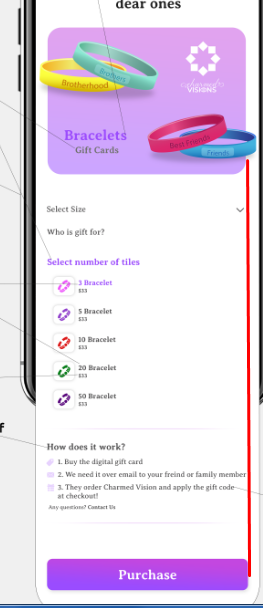 dear ones
Brothers
Brotherhood
Charmed
VISIONS
Best Friends
Friends
Bracelets
Gift Cards
Select Size
Who is gift for?
Select number of tiles
3 Bracelet
$33
5 Bracelet
$33
10 Bracelet
$33
20 Bracelet
$33
50 Bracelet
$33
f
How does it work?
1. Buy the digital gift card
2. We need it over email to your freind or family member
3. They order Charmed Vision and apply the gift code
at checkout!
Any questions? Contact Us
Purchase